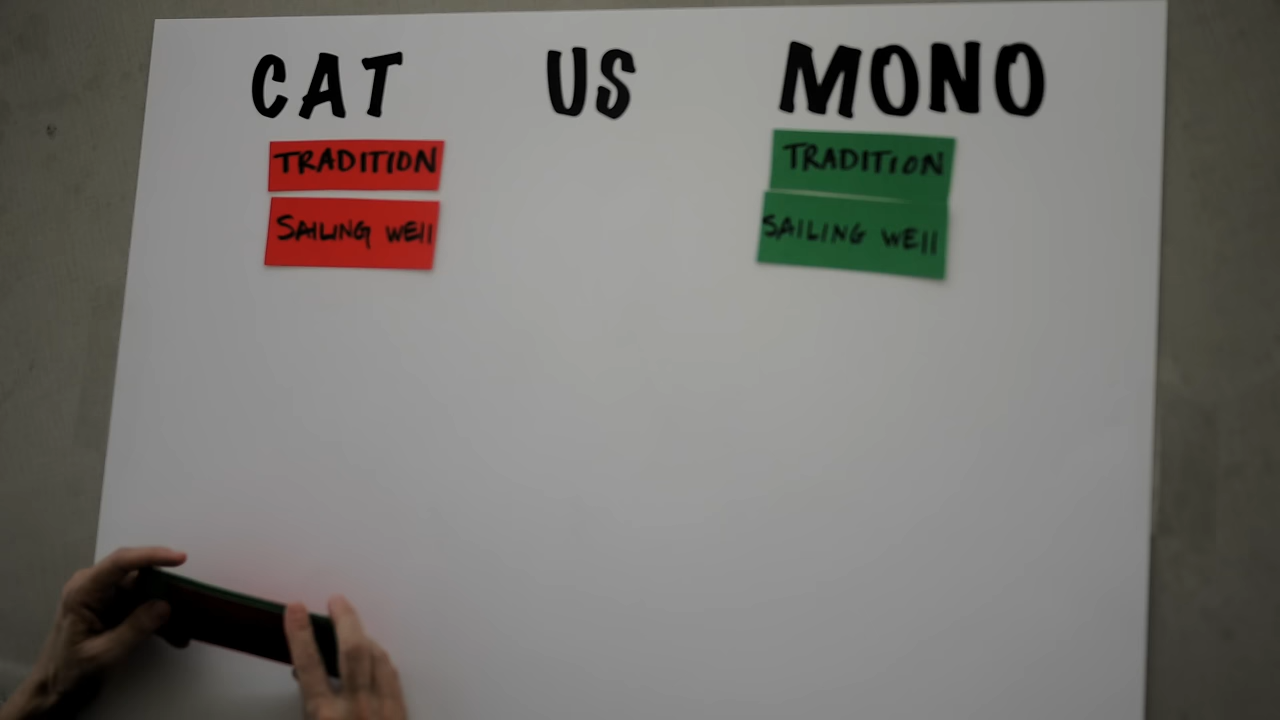 CAT US MONO
TRADITION TRADITION
SAILING WEll SAILING WEll